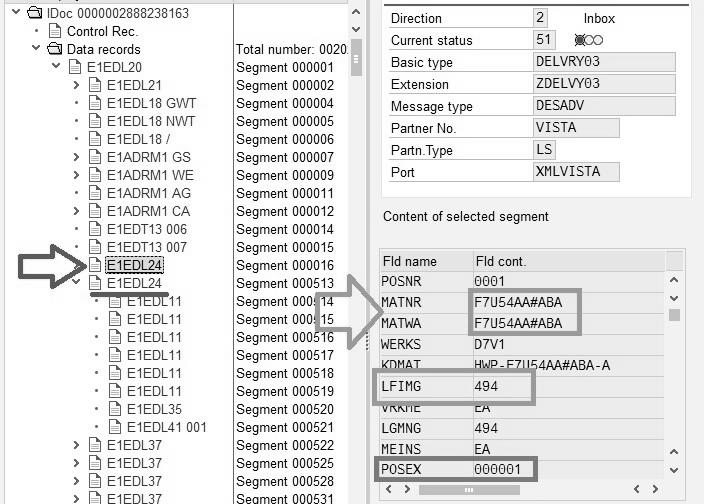 IDoc 0000002888238163
Control Rec.
Data records Total number: 0020
E1EDL20 Segment 000001
E1EDL21 Segment 000002
E1EDL18 GWT Segment 000004
E1EDL18 NWT Segment 000005
E1EDL18 / Segment 000006
E1ADRM1 GS Segment 000007
E1ADRM1 WE Segment 000009
E1ADRM1 AG Segment 000011
E1ADRM1 CA Segment 000012
E1EDT13 006 Segment 000014
E1EDT13 007 Segment 000015
E1EDL24 Segment 000016
E1EDL24 Segment 000513
E1EDL11 Segment 000514
E1EDL11 Segment 000515
E1EDL11 Segment 000516
E1EDL11 Segment 000517
E1EDL11 Segment 000518
E1EDL11 Segment 000519
E1EDL35 Segment 000520
E1EDL41 001 Segment 000521
E1EDL37 Segment 000522
E1EDL37 Segment 000525
E1EDL37 Segment 000528
E1EDL37 Segment 000531
Direction 2 Inbox
Current status 51
Basic type DELVRY03
Extension ZDELVY03
Message type DESADV
Partner No. VISTA
Partn.Type LS
Port XMLVISTA
Content of selected segment
Fld name Fld cont.
POSNR 0001
MATNR F7U54AA#ABA
MATWA F7U54AA#ABA
WERKS D7V1
KDMAT HWP-F7U54AA#ABA-A
LFIMG 494
VRKME EA
LGMNG 494
MEINS EA
POSEX 000001